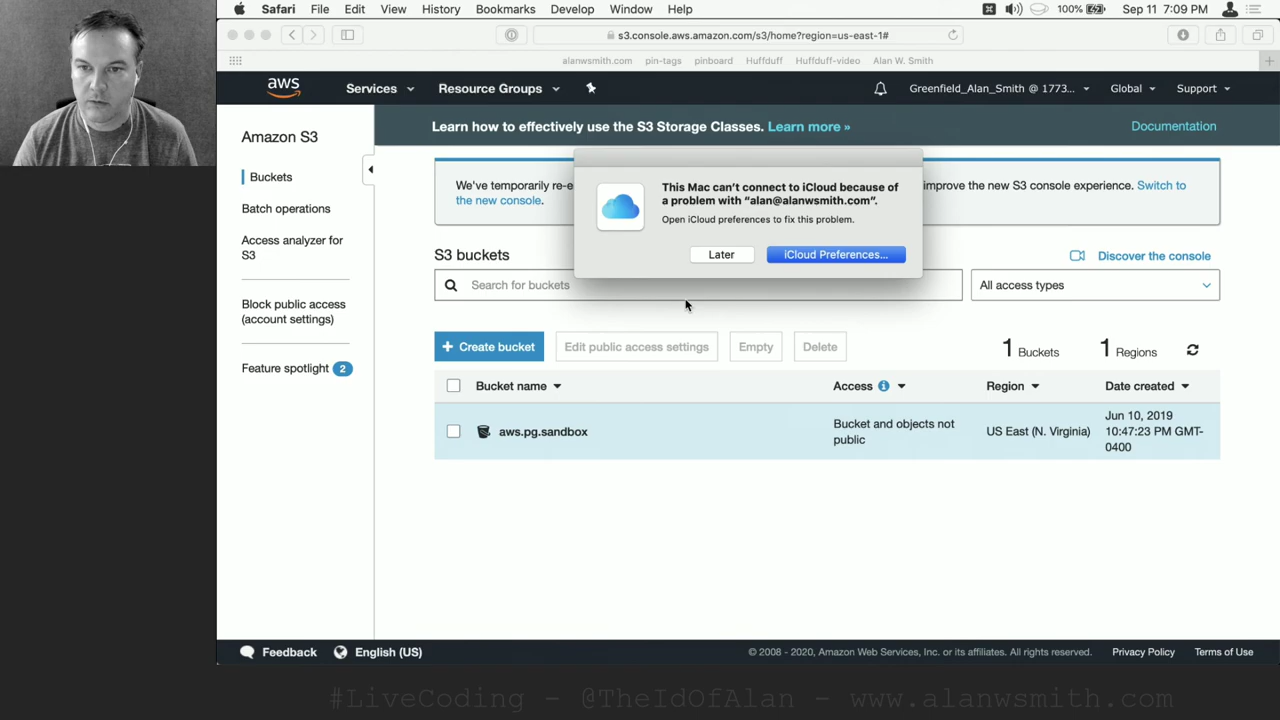 Safari File Edit View History Bookmarks Develop Window Help 100% Sep 11 7:09 PM
s3.console.aws.amazon.com/s3/home?region=us-east-1#
alanwsmith.com pin-tags pinboard Huffduff Huffduff-video Alan W. Smith
aws Services Resource Groups Greenfield_Alan_Smith @ 1773... Global Support
Amazon S3
Buckets
Batch operations
Access analyzer for
S3
Block public access
(account settings)
Feature spotlight 2
Learn how to effectively use the S3 Storage Classes. Learn more » Documentation
We've temporarily re-e
improve the new S3 console experience. Switch to
the new console.
This Mac can't connect to iCloud because of
a problem with "alan@alanwsmith.com".
Open iCloud preferences to fix this problem.
Later iCloud Preferences...
S3 buckets Discover the console
Search for buckets All access types
+ Create bucket Edit public access settings Empty Delete 1 Buckets 1 Regions
Bucket name Access Region Date created
aws.pg.sandbox
Bucket and objects not
public
US East (N. Virginia)
Jun 10, 2019
10:47:23 PM GMT-
0400
Feedback English (US) © 2008 - 2020, Amazon Web Services, Inc. or its affiliates. All rights reserved. Privacy Policy Terms of Use
#LiveCoding - @TheIdOfAlan - www.alanwsmith.com